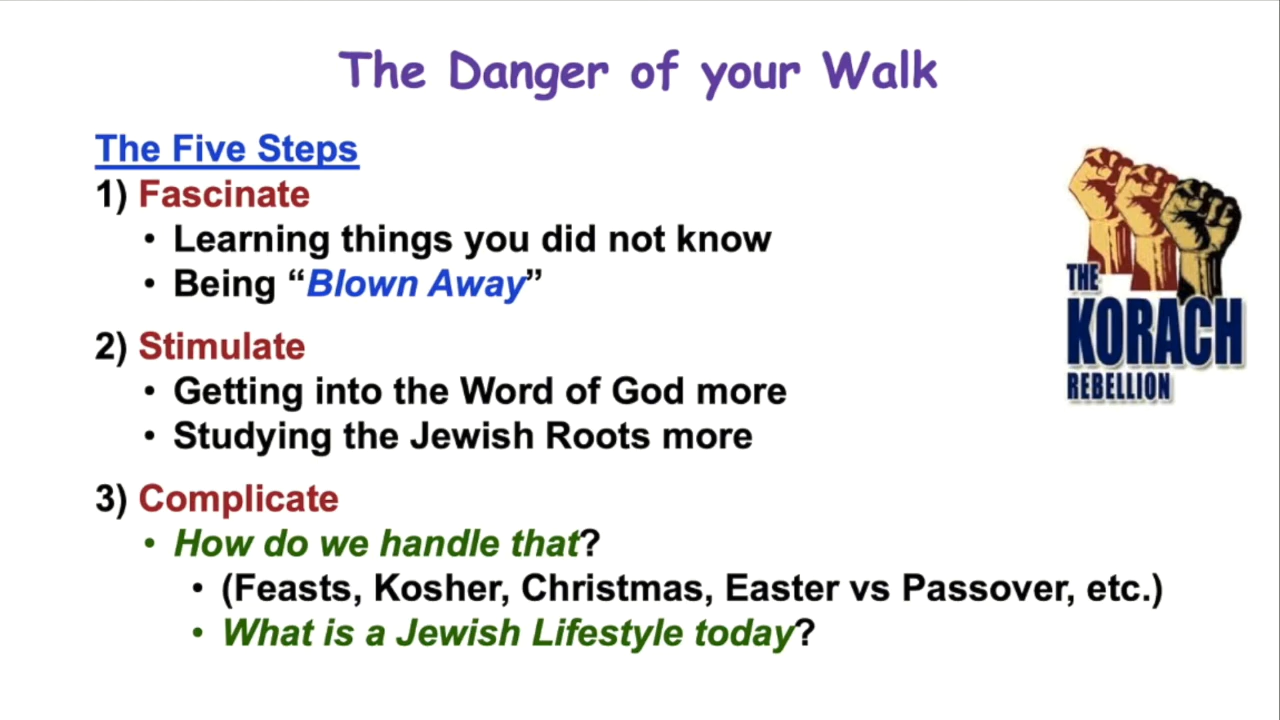 The Danger of your Walk
The Five Steps
1) Fascinate
• Learning things you did not know
• Being “Blown Away”
2) Stimulate
• Getting into the Word of God more
• Studying the Jewish Roots more
3) Complicate
• How do we handle that?
• (Feasts, Kosher, Christmas, Easter vs Passover, etc.)
• What is a Jewish Lifestyle today?
THE
KORACH
REBELLION